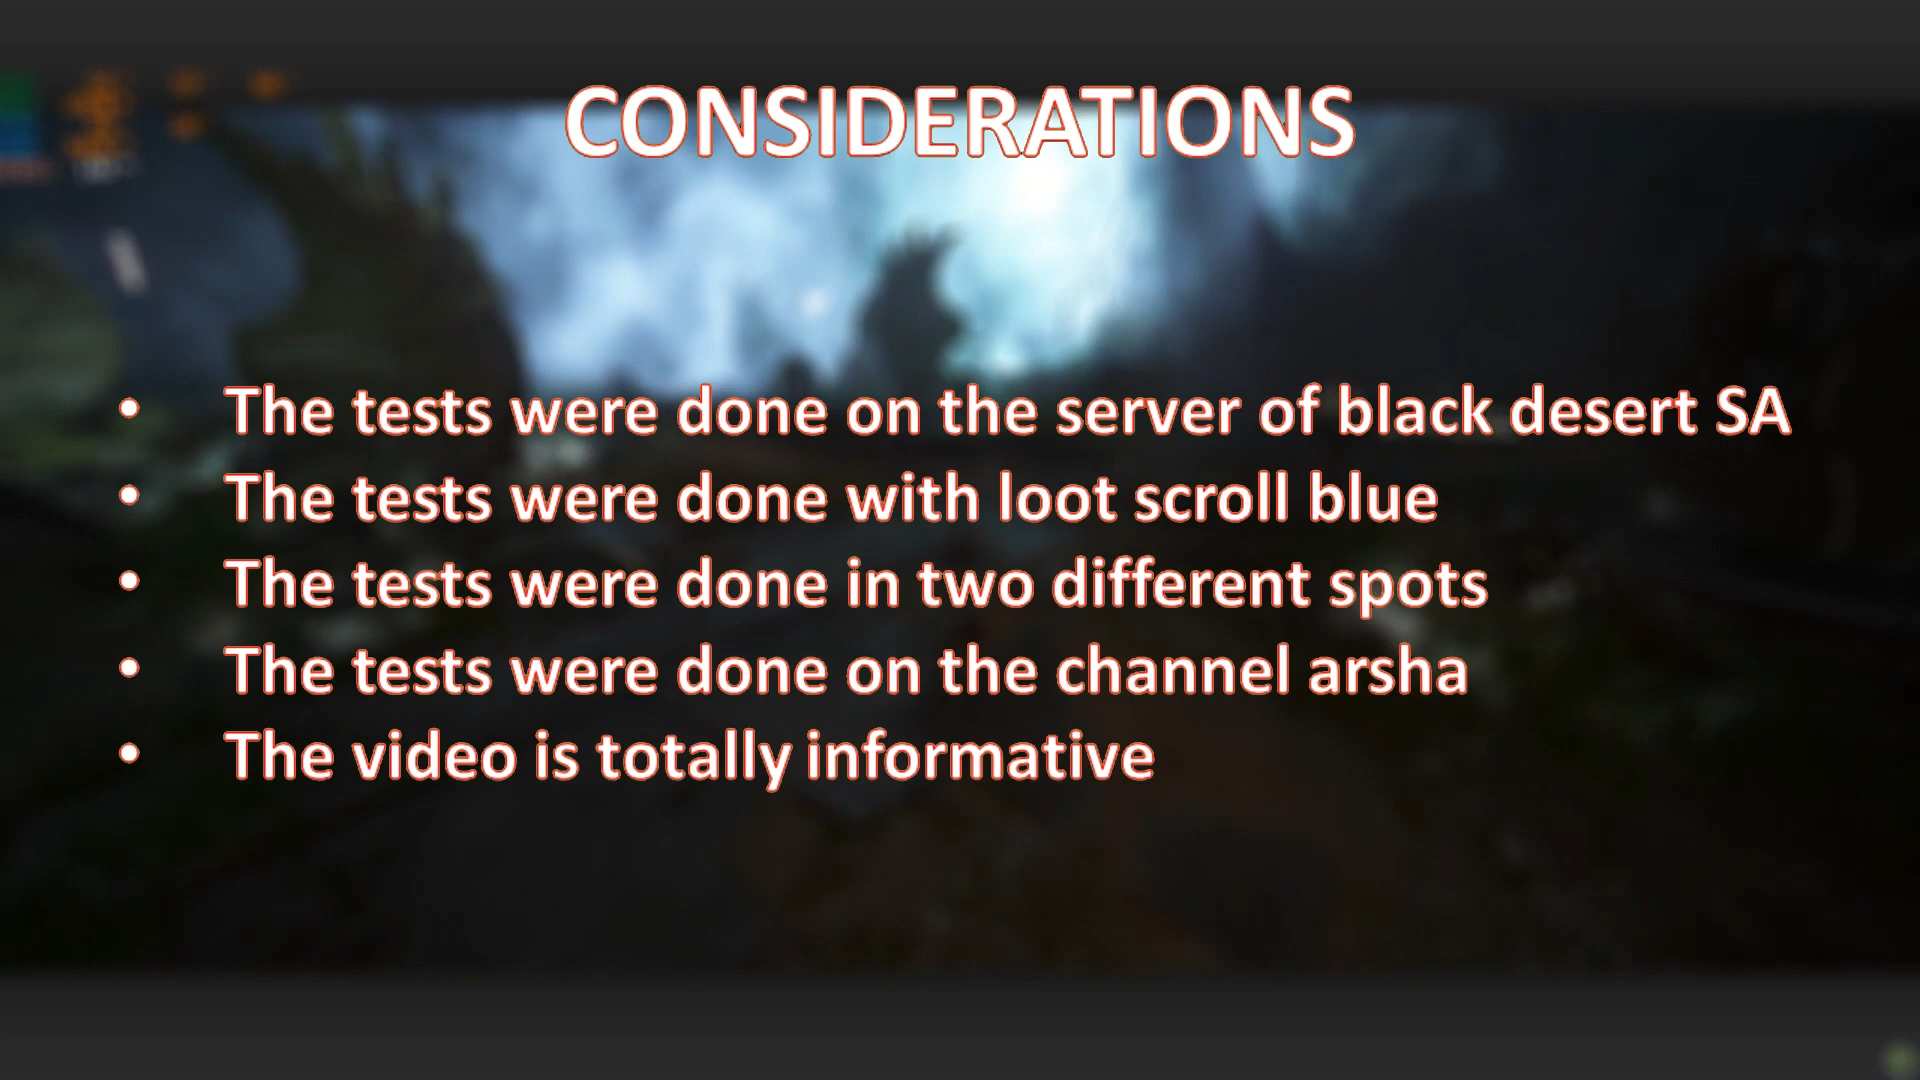 CONSIDERATIONS
• The tests were done on the server of black desert SA
• The tests were done with loot scroll blue
• The tests were done in two different spots
• The tests were done on the channel arsha
• The video is totally informative